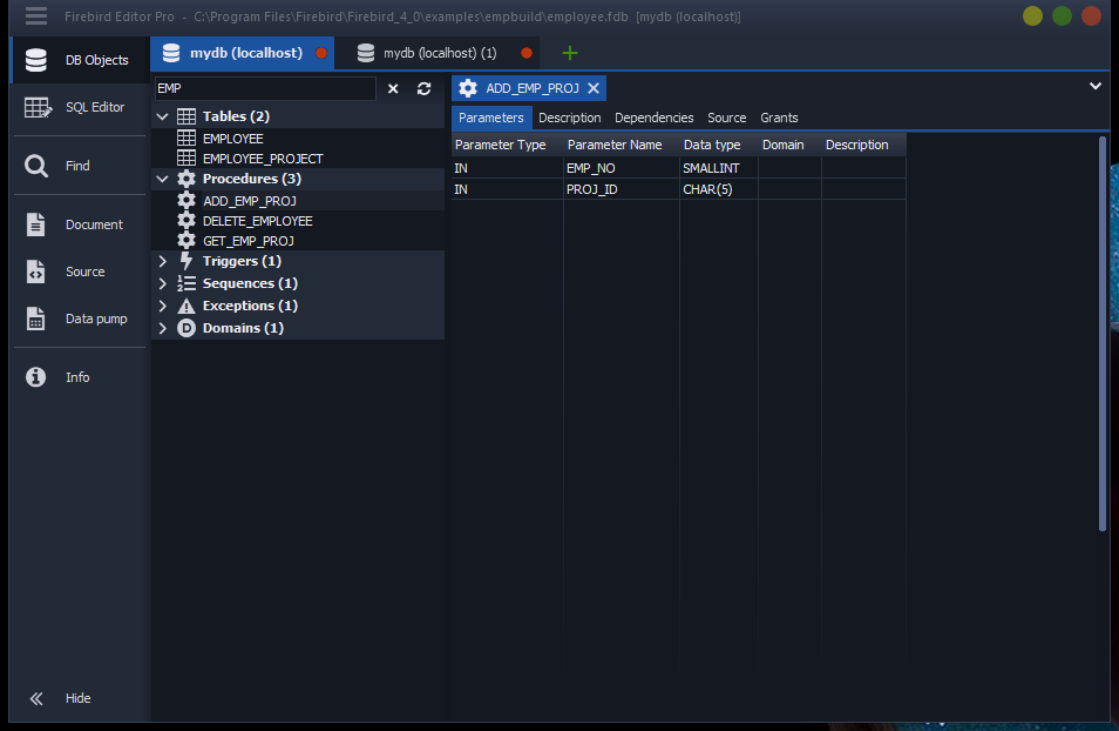 Firebird Editor Pro - C:\Program Files\Firebird\Firebird_4_0\examples\empbuild\employee.fdb [mydb (localhost)]
DB Objects
SQL Editor
Find
Document
Source
Data pump
Info
Hide
mydb (localhost)
mydb (localhost) (1)
EMP
Tables (2)
EMPLOYEE
EMPLOYEE_PROJECT
Procedures (3)
ADD_EMP_PROJ
DELETE_EMPLOYEE
GET_EMP_PROJ
Triggers (1)
Sequences (1)
Exceptions (1)
Domains (1)
ADD_EMP_PROJ
Parameters Description Dependencies Source Grants
Parameter Type Parameter Name Data type Domain Description
IN EMP_NO SMALLINT
IN PROJ_ID CHAR(5)